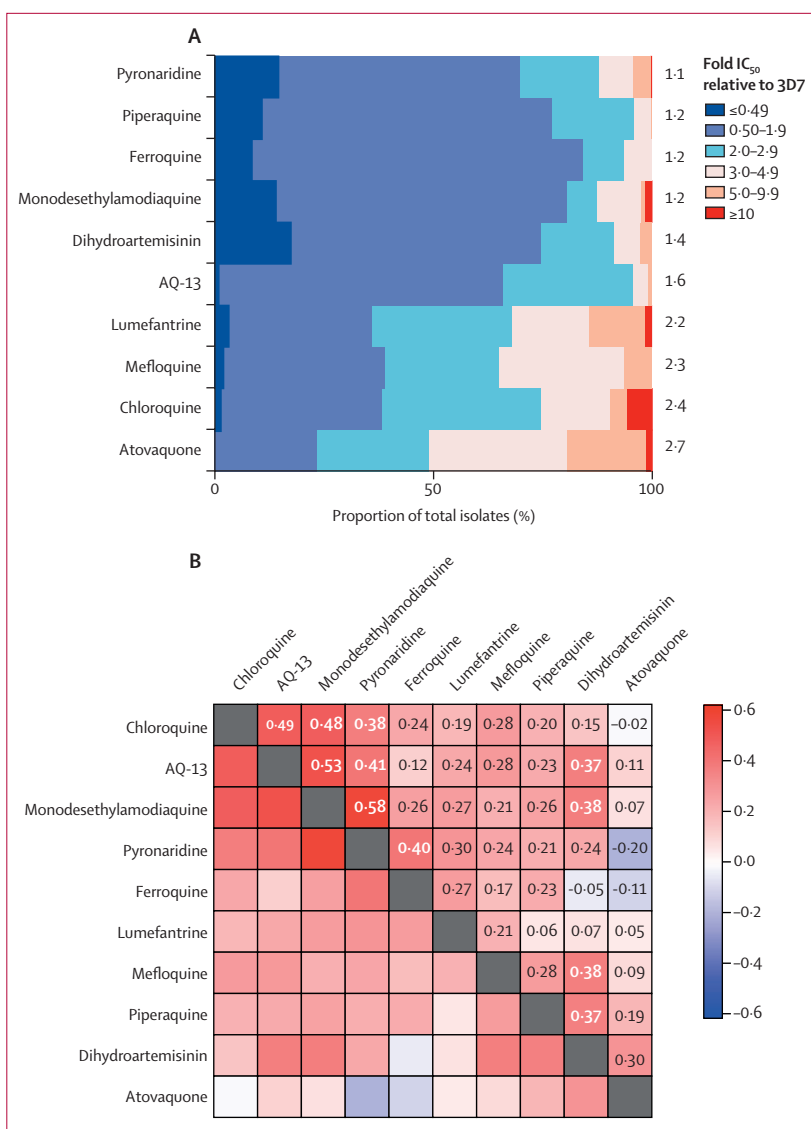 A
Pyronaridine 1·1
Piperaquine 1·2
Ferroquine 1·2
Monodesethylamodiaquine 1·2
Dihydroartemisinin 1·4
AQ-13 1·6
Lumefantrine 2·2
Mefloquine 2·3
Chloroquine 2·4
Atovaquone 2·7
0 50 100
Proportion of total isolates (%)
Fold IC50
relative to 3D7
≤0·49
0·50–1·9
2·0–2·9
3·0–4·9
5·0–9·9
≥10
B
Chloroquine
AQ-13
Monodesethylamodiaquine
Pyronaridine
Ferroquine
Lumefantrine
Mefloquine
Piperaquine
Dihydroartemisinin
Atovaquone
Chloroquine 0·49 0·48 0·38 0·24 0·19 0·28 0·20 0·15 –0·02
AQ-13 0·53 0·41 0·12 0·24 0·28 0·23 0·37 0·11
Monodesethylamodiaquine 0·58 0·26 0·27 0·21 0·26 0·38 0·07
Pyronaridine 0·40 0·30 0·24 0·21 0·24 -0·20
Ferroquine 0·27 0·17 0·23 -0·05 -0·11
Lumefantrine 0·21 0·06 0·07 0·05
Mefloquine 0·28 0·38 0·09
Piperaquine 0·37 0·19
Dihydroartemisinin 0·30
Atovaquone
0·6
0·4
0·2
0·0
–0·2
–0·4
–0·6